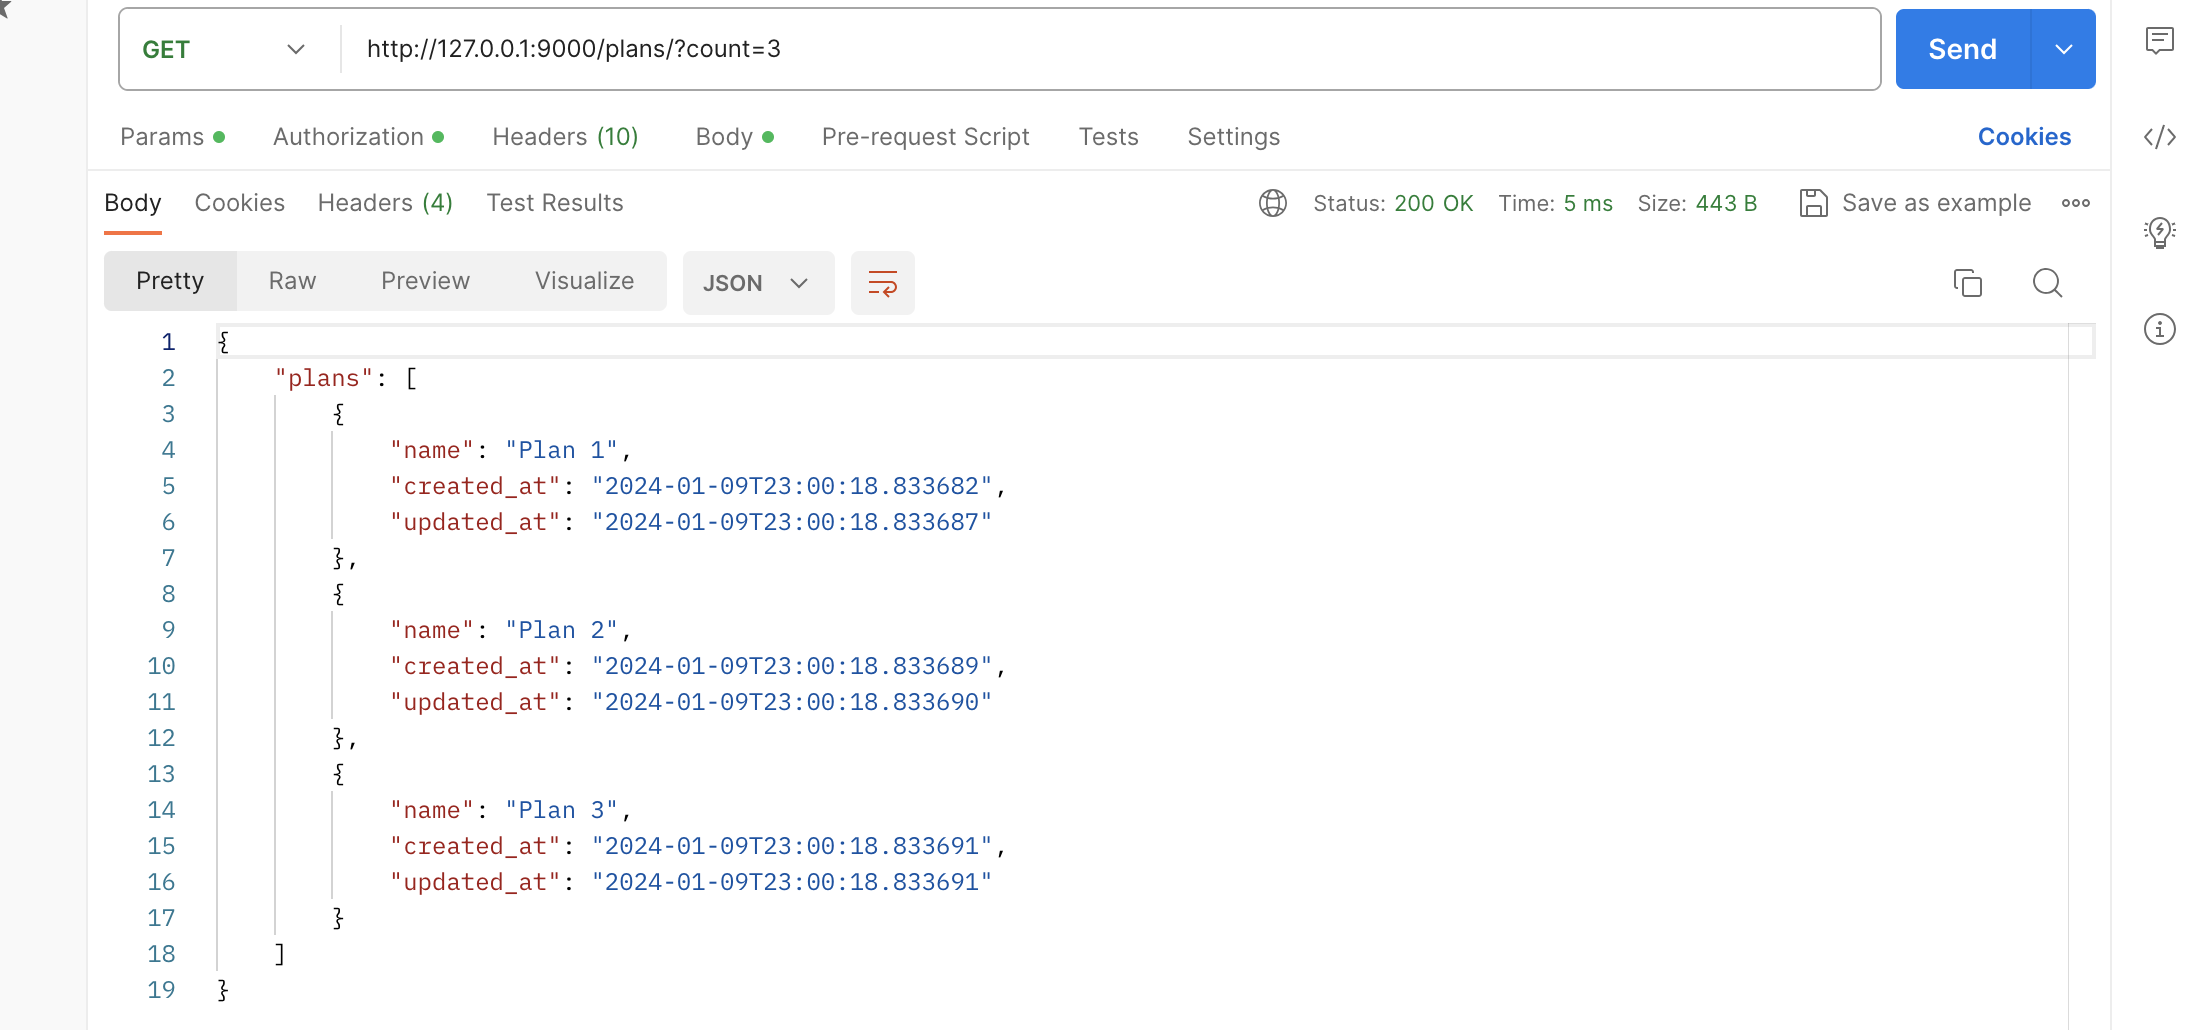 GET http://127.0.0.1:9000/plans/?count=3 Send
Params Authorization Headers (10) Body Pre-request Script Tests Settings Cookies
Body Cookies Headers (4) Test Results Status: 200 OK Time: 5 ms Size: 443 B Save as example
Pretty Raw Preview Visualize JSON
1 {
2 "plans": [
3 {
4 "name": "Plan 1",
5 "created_at": "2024-01-09T23:00:18.833682",
6 "updated_at": "2024-01-09T23:00:18.833687"
7 },
8 {
9 "name": "Plan 2",
10 "created_at": "2024-01-09T23:00:18.833689",
11 "updated_at": "2024-01-09T23:00:18.833690"
12 },
13 {
14 "name": "Plan 3",
15 "created_at": "2024-01-09T23:00:18.833691",
16 "updated_at": "2024-01-09T23:00:18.833691"
17 }
18 ]
19 }